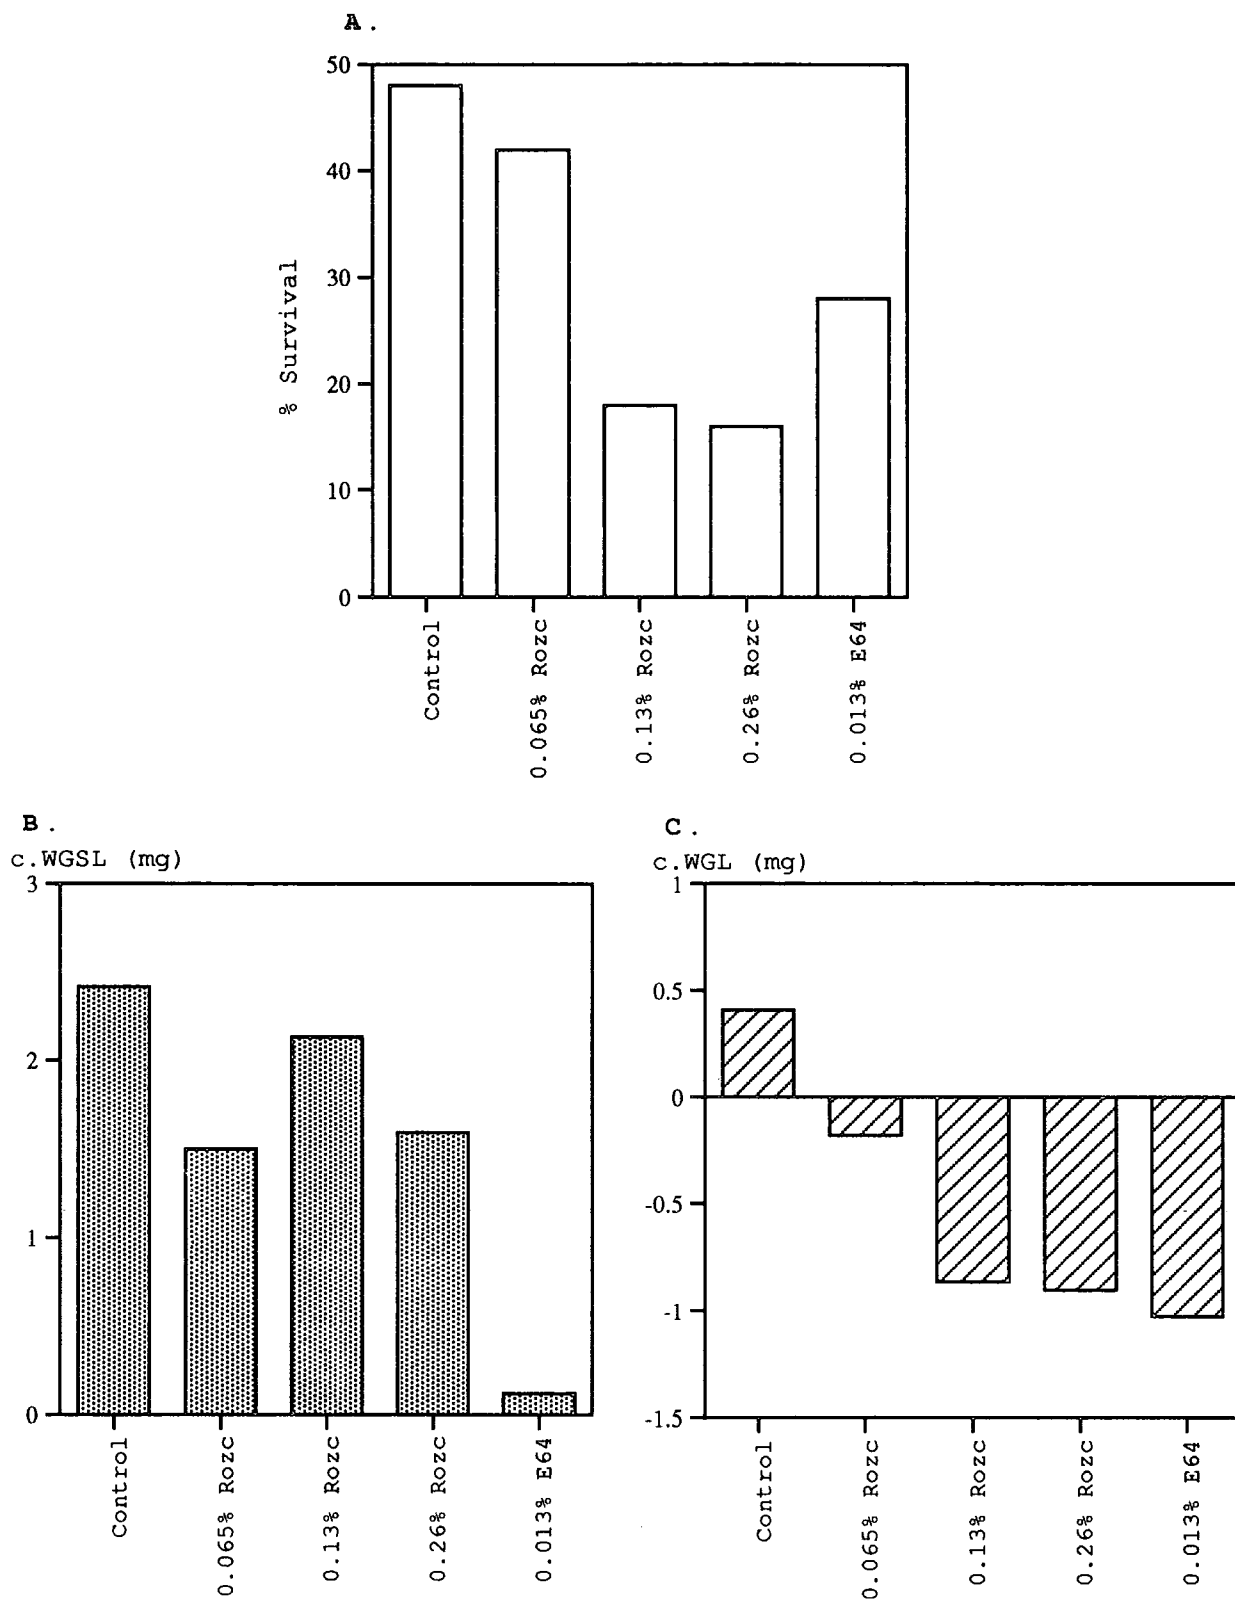 A.
% Survival
50
40
30
20
10
0
Control
0.065% Rozc
0.13% Rozc
0.26% Rozc
0.013% E64
B.
c.WGSL (mg)
3
2
1
0
Control
0.065% Rozc
0.13% Rozc
0.26% Rozc
0.013% E64
C.
c.WGL (mg)
1
0.5
0
-0.5
-1
-1.5
Control
0.065% Rozc
0.13% Rozc
0.26% Rozc
0.013% E64